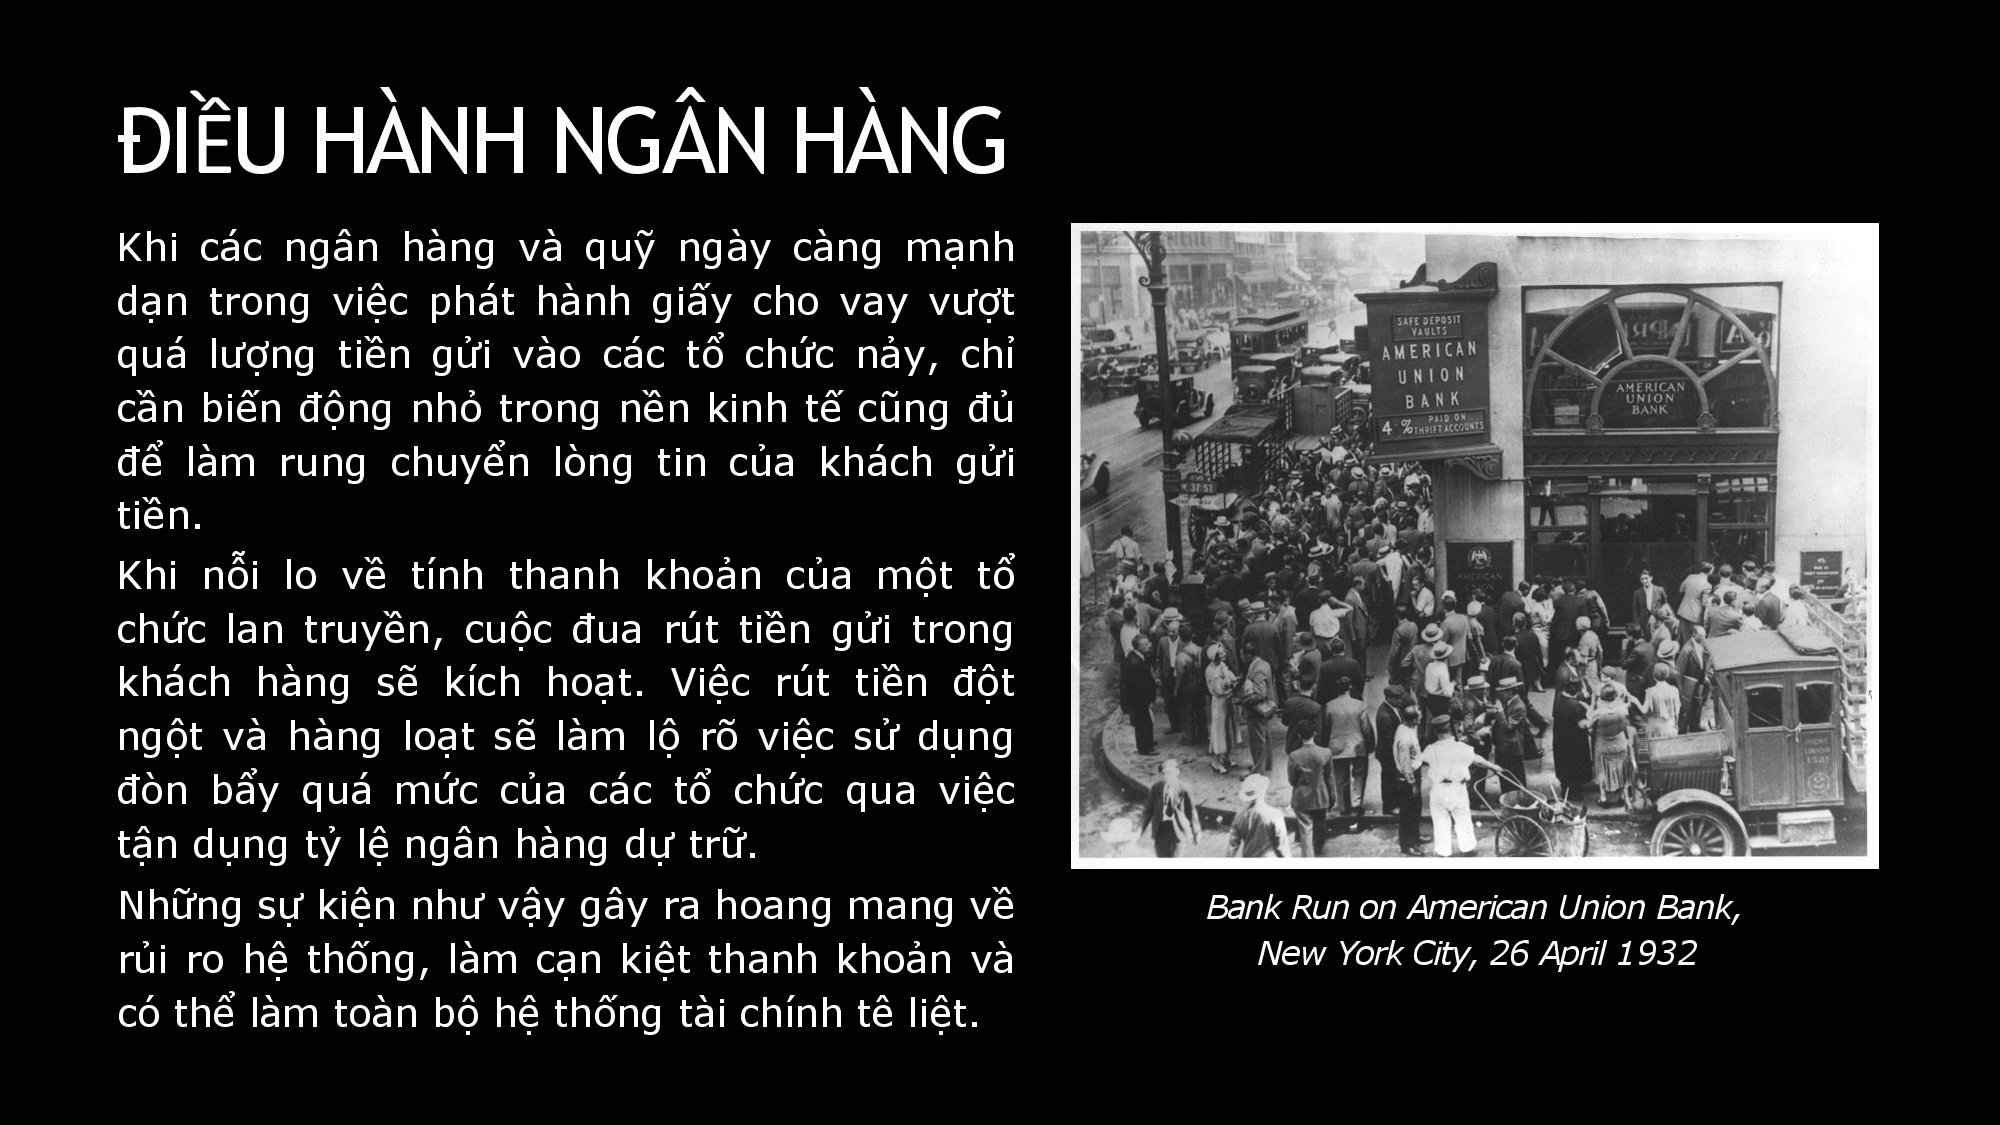 ĐIỀU HÀNH NGÂN HÀNG
Khi các ngân hàng và quỹ ngày càng mạnh
dạn trong việc phát hành giấy cho vay vượt
quá lượng tiền gửi vào các tổ chức nảy, chỉ
cần biến động nhỏ trong nền kinh tế cũng đủ
để làm rung chuyển lòng tin của khách gửi
tiền.
Khi nỗi lo về tính thanh khoản của một tổ
chức lan truyền, cuộc đua rút tiền gửi trong
khách hàng sẽ kích hoạt. Việc rút tiền đột
ngột và hàng loạt sẽ làm lộ rõ việc sử dụng
đòn bẩy quá mức của các tổ chức qua việc
tận dụng tỷ lệ ngân hàng dự trữ.
Những sự kiện như vậy gây ra hoang mang về
rủi ro hệ thống, làm cạn kiệt thanh khoản và
có thể làm toàn bộ hệ thống tài chính tê liệt.
SAFE DEPOSIT
VAULTS
AMERICAN
UNION
BANK
4% PAID ON
THRIFT ACCOUNTS
AMERICAN
UNION
BANK
W. 37 ST.
AMERICAN
UNION
1521
Bank Run on American Union Bank,
New York City, 26 April 1932